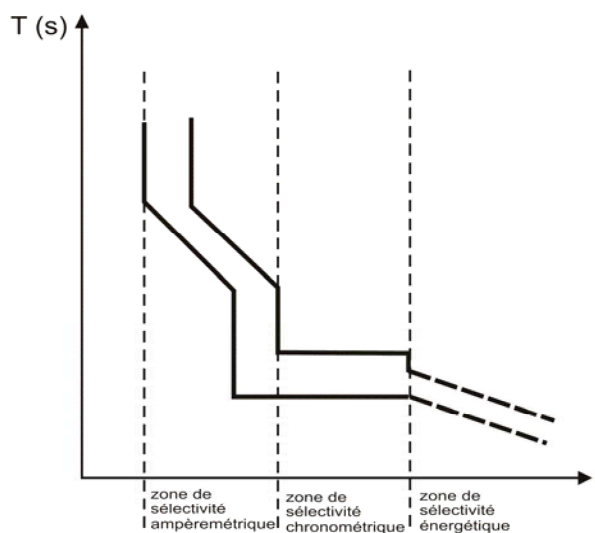 T (s)
zone de
sélectivité
ampèremétrique
zone de
sélectivité
chronométrique
zone de
sélectivité
énergétique